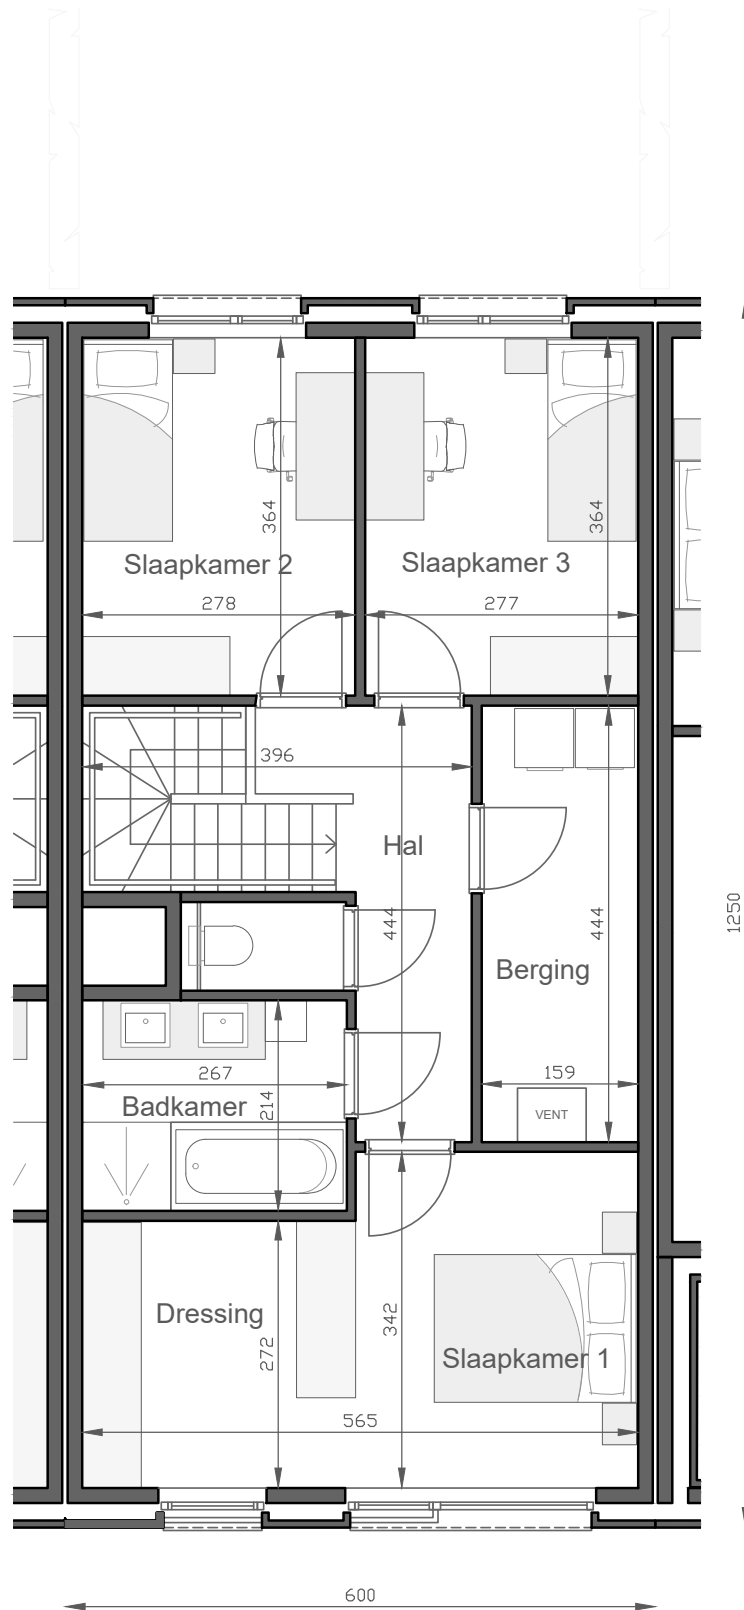 364
364
Slaapkamer 2
Slaapkamer 3
278
277
396
Hal
444
444
1250
Berging
267
159
Badkamer
214
VENT
Dressing
272
342
Slaapkamer 1
565
600